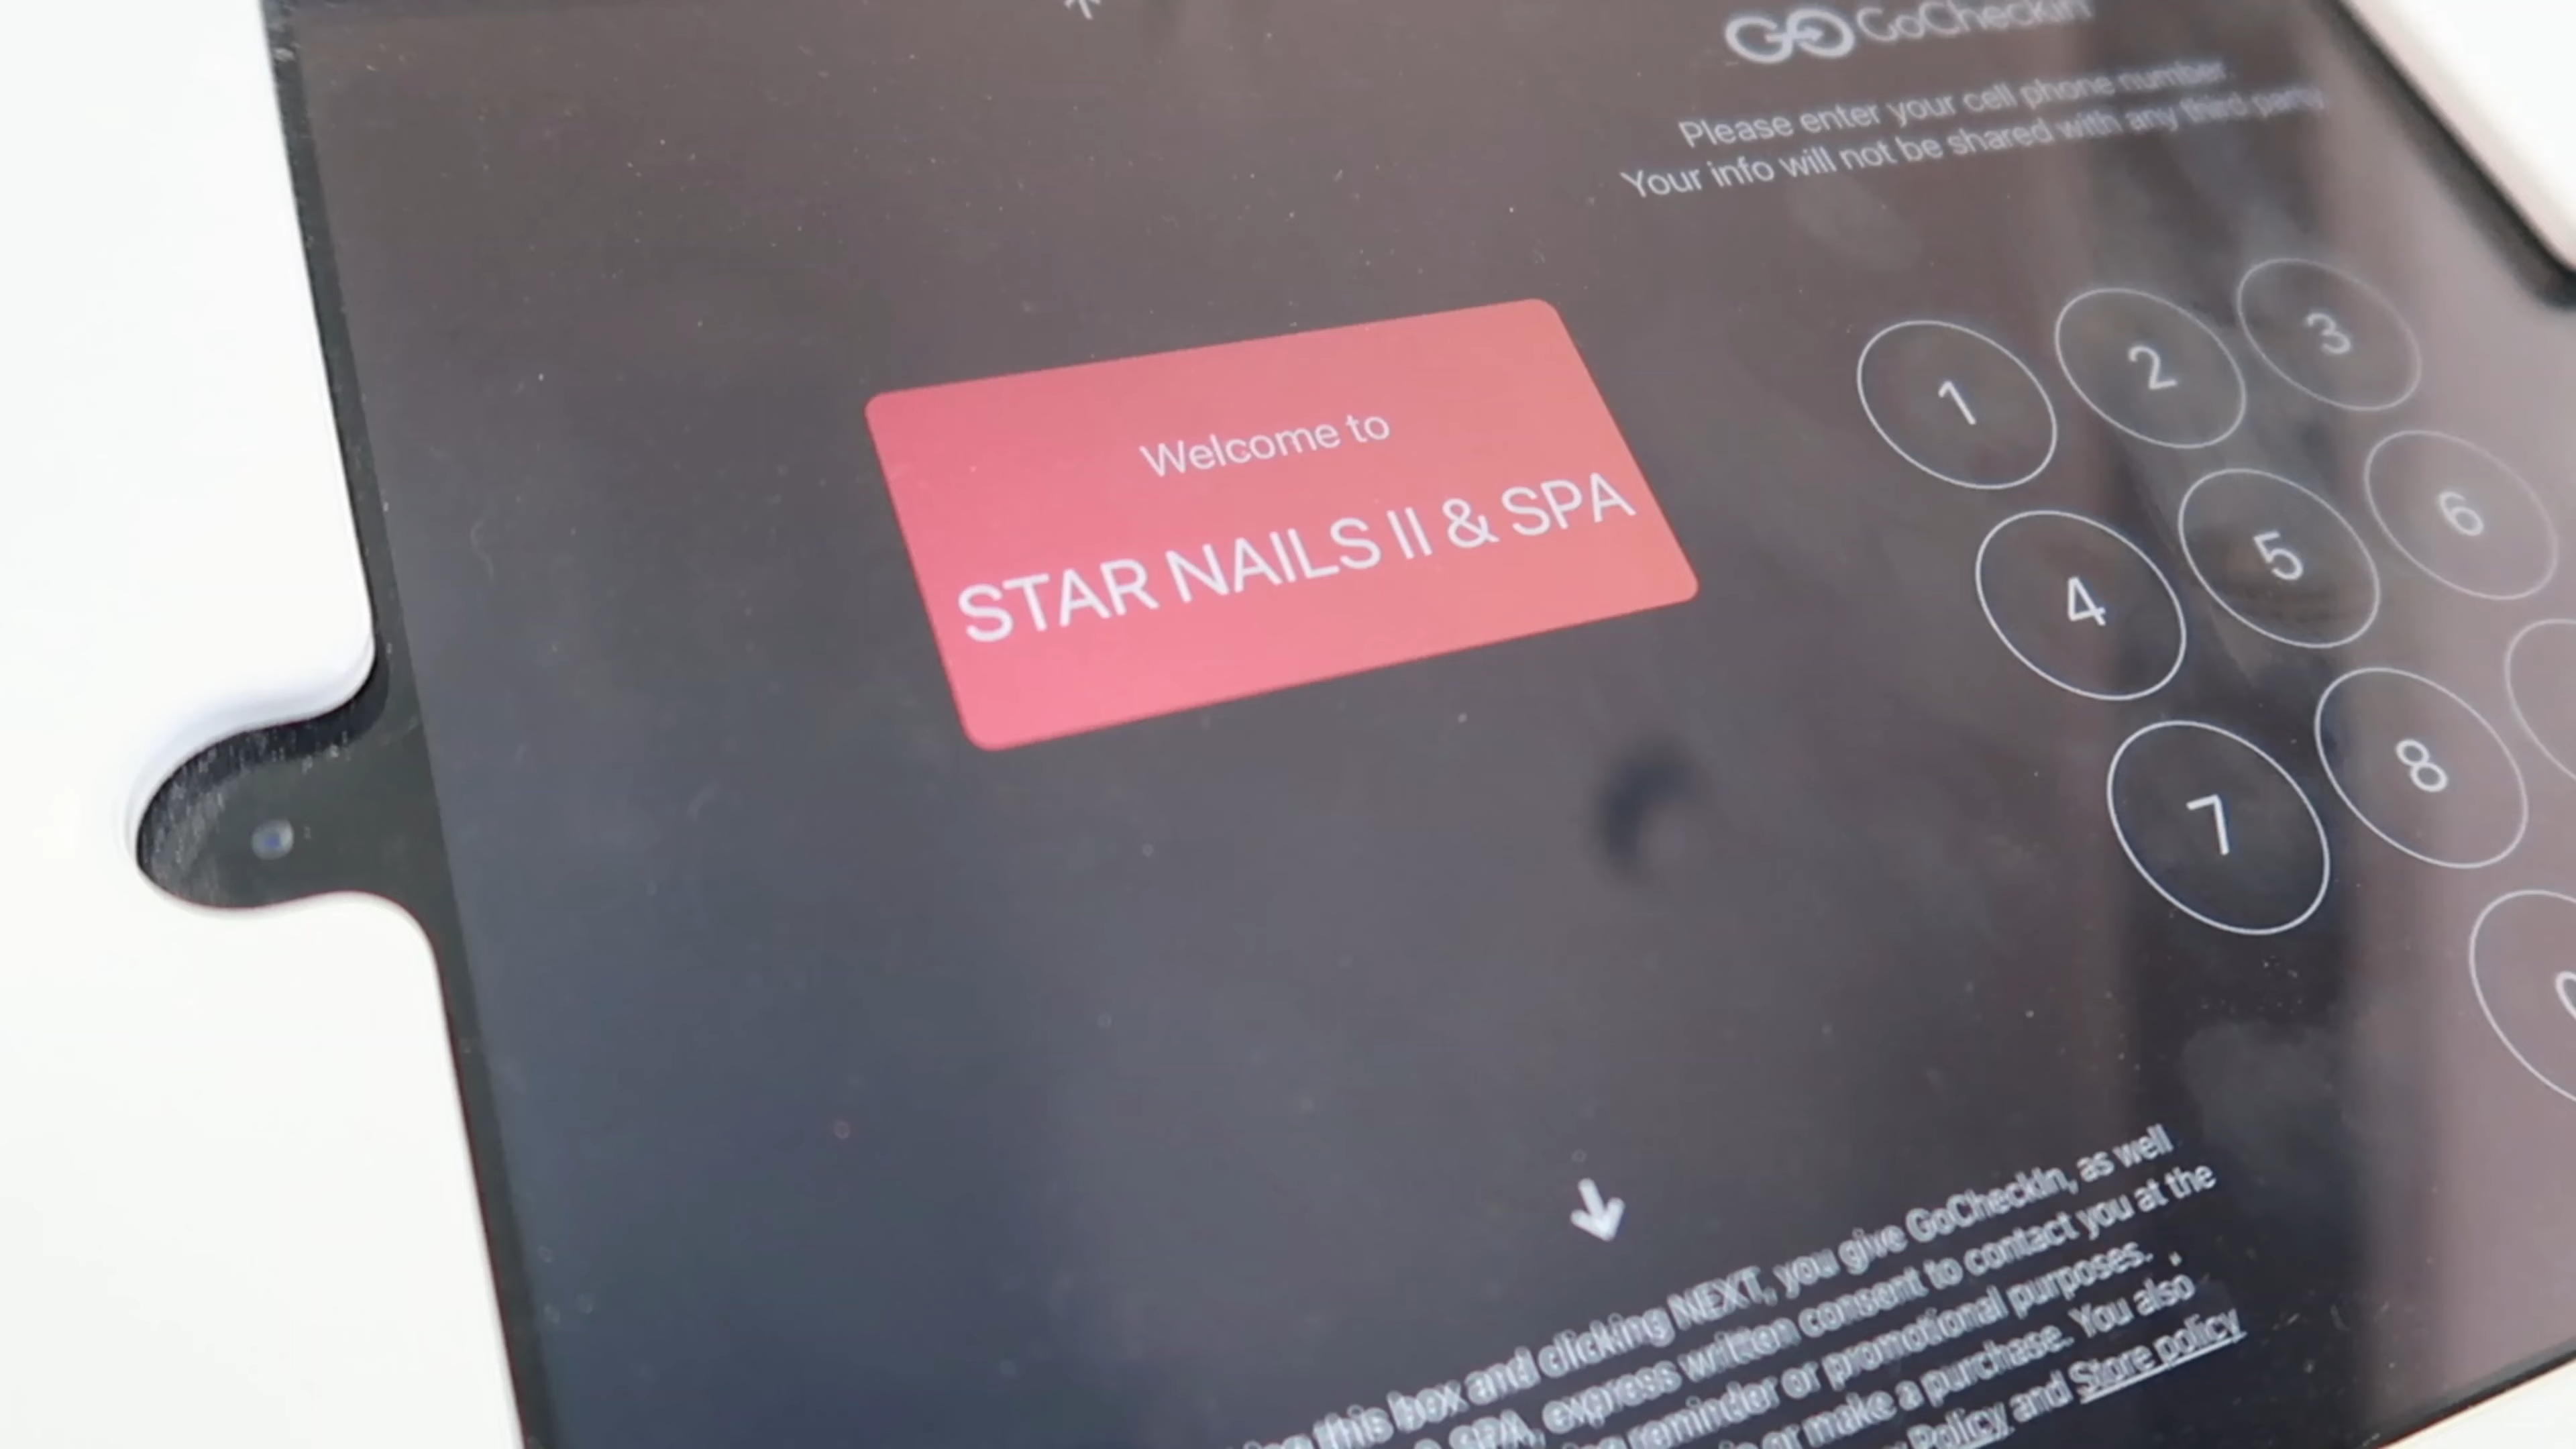 GO GoCheckin
Please enter your cell phone number.
Your info will not be shared with any third party
Welcome to
STAR NAILS II & SPA
1 2 3
4 5 6
7 8
0
this box and clicking NEXT, you give GoCheckIn, as well
SPA, express written consent to contact you at the
reminder or promotional purposes.
or make a purchase. You also
Policy and Store policy